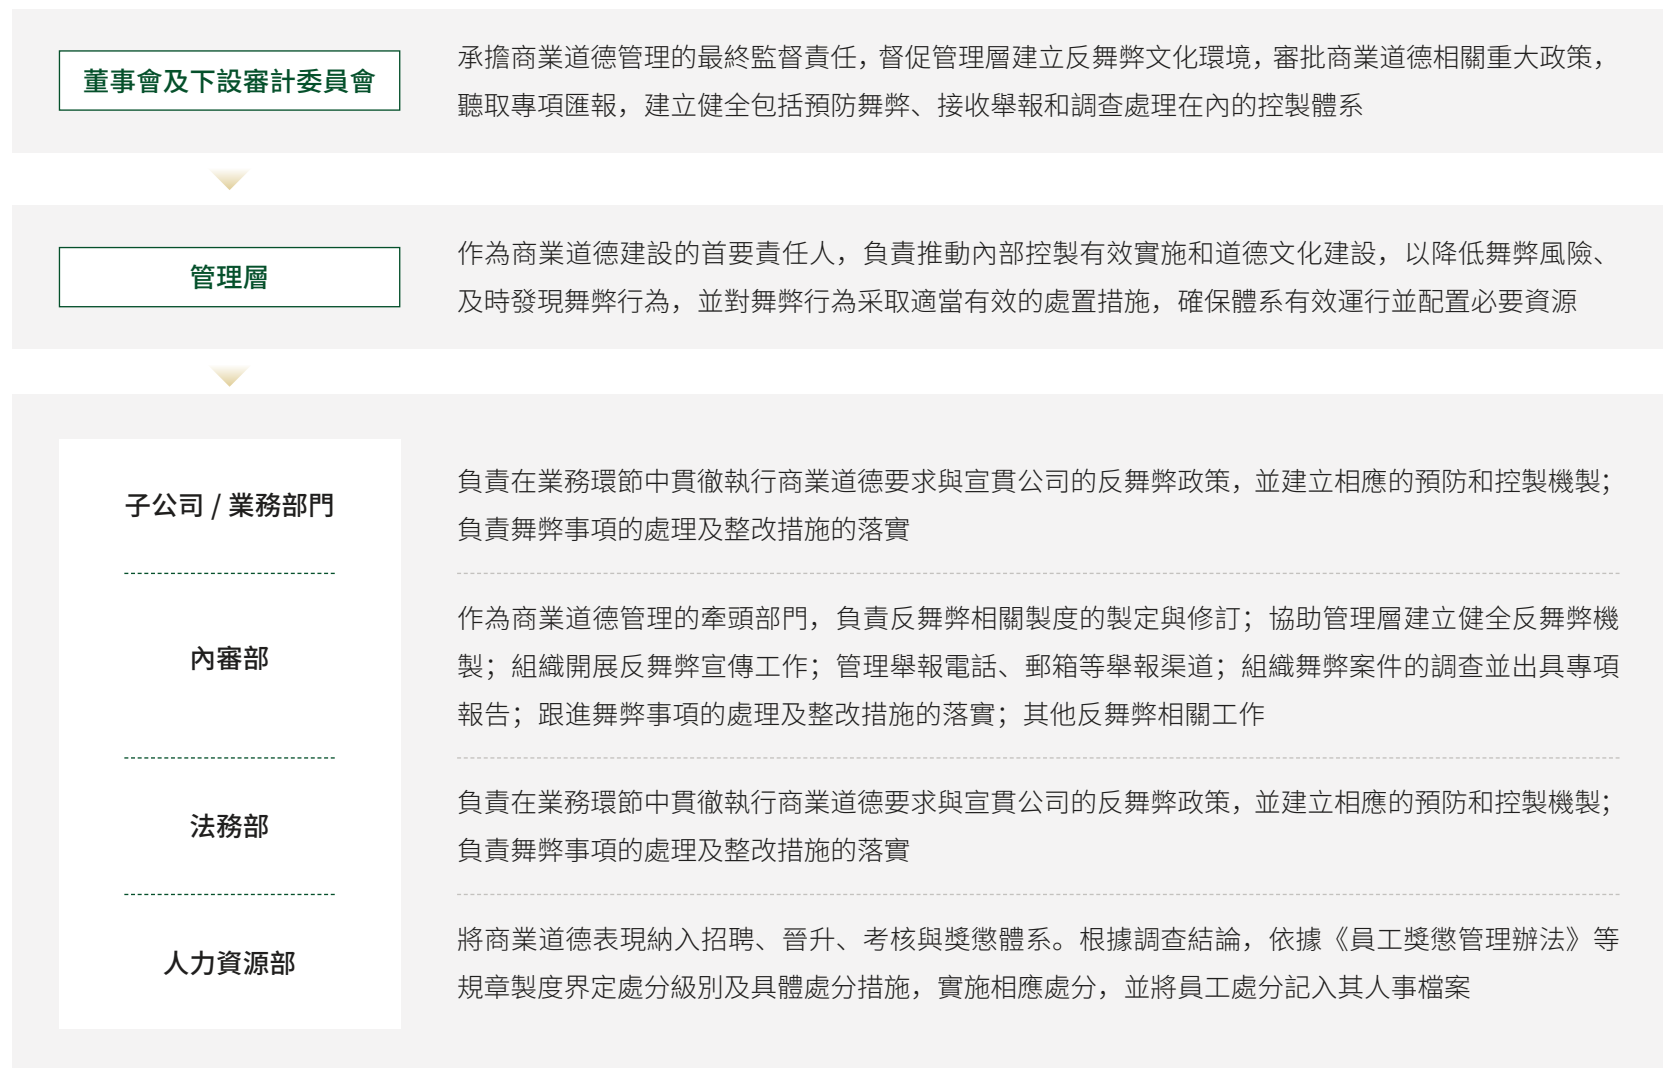 董事會及下設審計委員會
承擔商業道德管理的最終監督責任，督促管理層建立反舞弊文化環境，審批商業道德相關重大政策，
聽取專項匯報，建立健全包括預防舞弊、接收舉報和調查處理在內的控製體系
管理層
作為商業道德建設的首要責任人，負責推動內部控製有效實施和道德文化建設，以降低舞弊風險、
及時發現舞弊行為，並對舞弊行為采取適當有效的處置措施，確保體系有效運行並配置必要資源
子公司 / 業務部門
負責在業務環節中貫徹執行商業道德要求與宣貫公司的反舞弊政策，並建立相應的預防和控製機製；
負責舞弊事項的處理及整改措施的落實
內審部
作為商業道德管理的牽頭部門，負責反舞弊相關製度的製定與修訂；協助管理層建立健全反舞弊機
製；組織開展反舞弊宣傳工作；管理舉報電話、郵箱等舉報渠道；組織舞弊案件的調查並出具專項
報告；跟進舞弊事項的處理及整改措施的落實；其他反舞弊相關工作
法務部
負責在業務環節中貫徹執行商業道德要求與宣貫公司的反舞弊政策，並建立相應的預防和控製機製；
負責舞弊事項的處理及整改措施的落實
人力資源部
將商業道德表現納入招聘、晉升、考核與獎懲體系。根據調查結論，依據《員工獎懲管理辦法》等
規章製度界定處分級別及具體處分措施，實施相應處分，並將員工處分記入其人事檔案